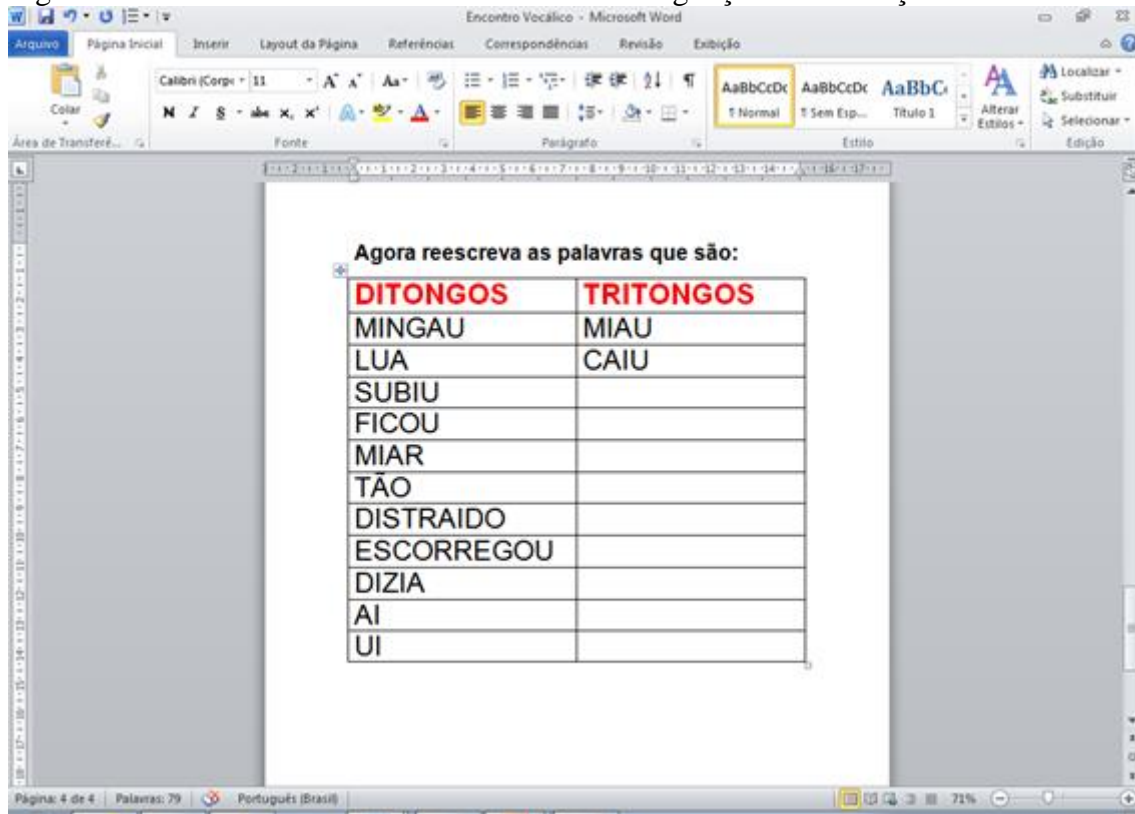 Encontro Vocálico - Microsoft Word
Arquivo Página Inicial Inserir Layout da Página Referências Correspondências Revisão Exibição
Colar
Calibri (Corpo 11
N I S abc x, x'
AaBbCcDc AaBbCcDc AaBbC
¶ Normal ¶ Sem Esp... Título 1
Alterar Estilos
Localizar
Substituir
Selecionar
Área de Transferê... Fonte Parágrafo Estilo Edição
Agora reescreva as palavras que são:
DITONGOS TRITONGOS
MINGAU MIAU
LUA CAIU
SUBIU
FICOU
MIAR
TÃO
DISTRAIDO
ESCORREGOU
DIZIA
AI
UI
Página: 4 de 4 Palavras: 79 Português (Brasil) 71%